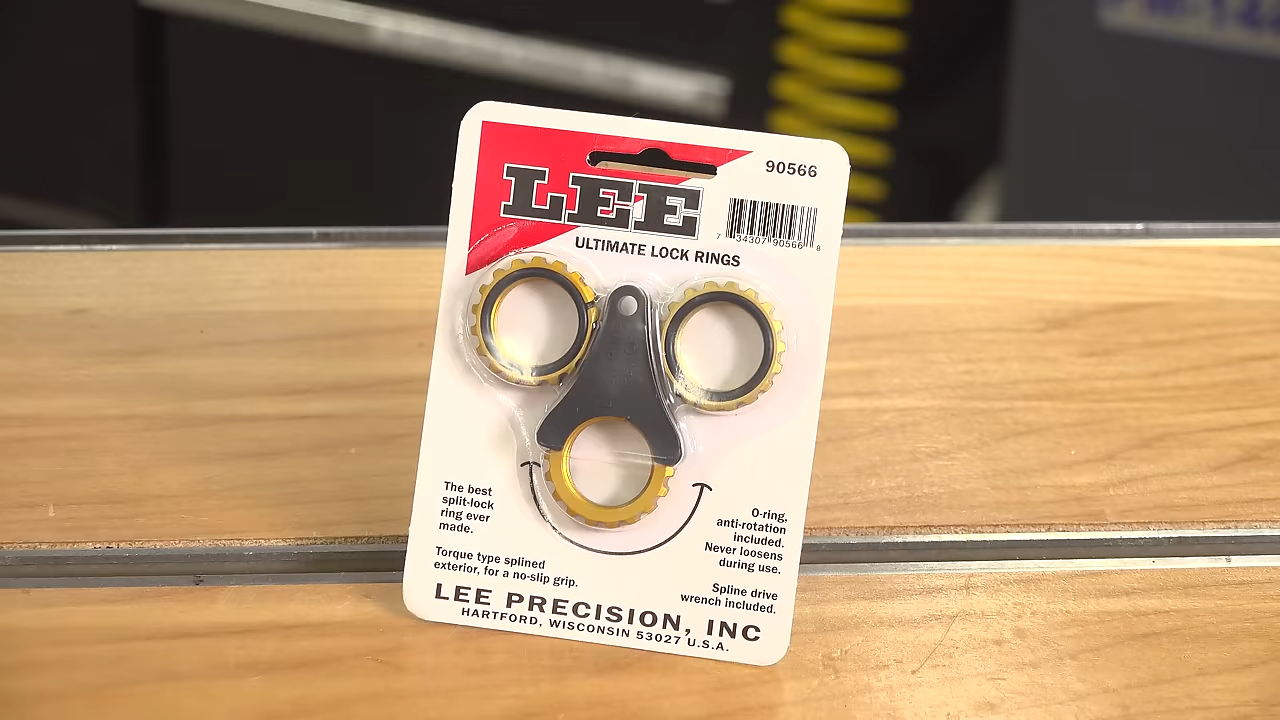 LEE
90566
7 34307 90566 8
ULTIMATE LOCK RINGS
The best
split-lock
ring ever
made.
Torque type splined
exterior, for a no-slip grip.
O-ring,
anti-rotation
included.
Never loosens
during use.
Spline drive
wrench included.
LEE PRECISION, INC
HARTFORD, WISCONSIN 53027 U.S.A.